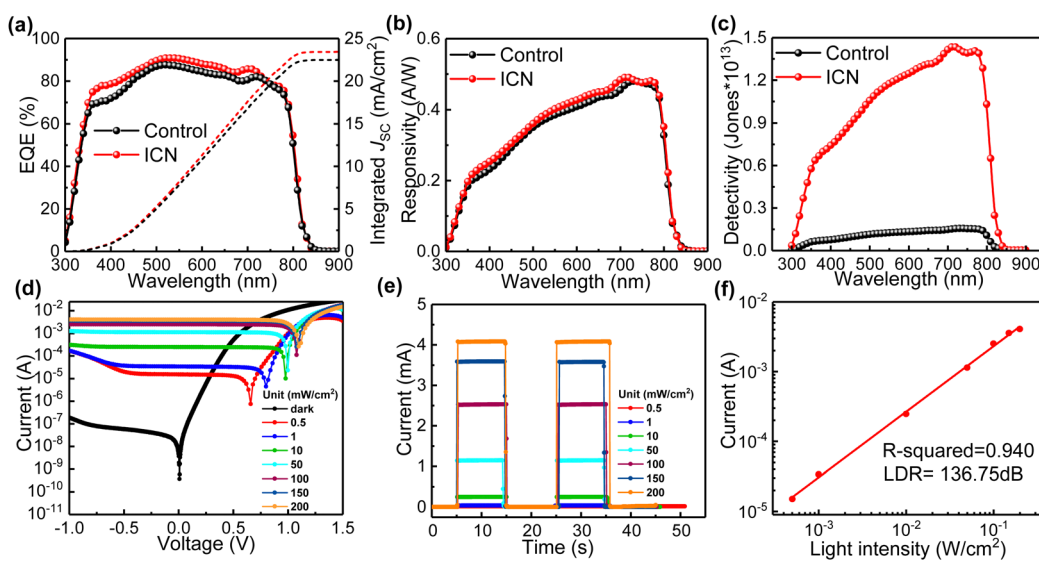 (a)
100
80
60
40
20
0
EQE (%)
Control
ICN
25
20
15
10
5
0
Integrated JSC (mA/cm²)
300 400 500 600 700 800 900
Wavelength (nm)
(b)
0.6
0.4
0.2
0.0
Responsivity (A/W)
Control
ICN
300 400 500 600 700 800 900
Wavelength (nm)
(c)
1.5
1.2
0.9
0.6
0.3
0.0
Detectivity (Jones*10¹³)
Control
ICN
300 400 500 600 700 800 900
Wavelength (nm)
(d)
10⁻²
10⁻³
10⁻⁴
10⁻⁵
10⁻⁶
10⁻⁷
10⁻⁸
10⁻⁹
10⁻¹⁰
10⁻¹¹
Current (A)
Unit (mW/cm²)
dark
0.5
1
10
50
100
150
200
-1.0 -0.5 0.0 0.5 1.0 1.5
Voltage (V)
(e)
5
4
3
2
1
0
Current (mA)
Unit (mW/cm²)
0.5
1
10
50
100
150
200
0 10 20 30 40 50
Time (s)
(f)
10⁻²
10⁻³
10⁻⁴
10⁻⁵
Current (A)
R-squared=0.940
LDR= 136.75dB
10⁻³ 10⁻² 10⁻¹
Light intensity (W/cm²)